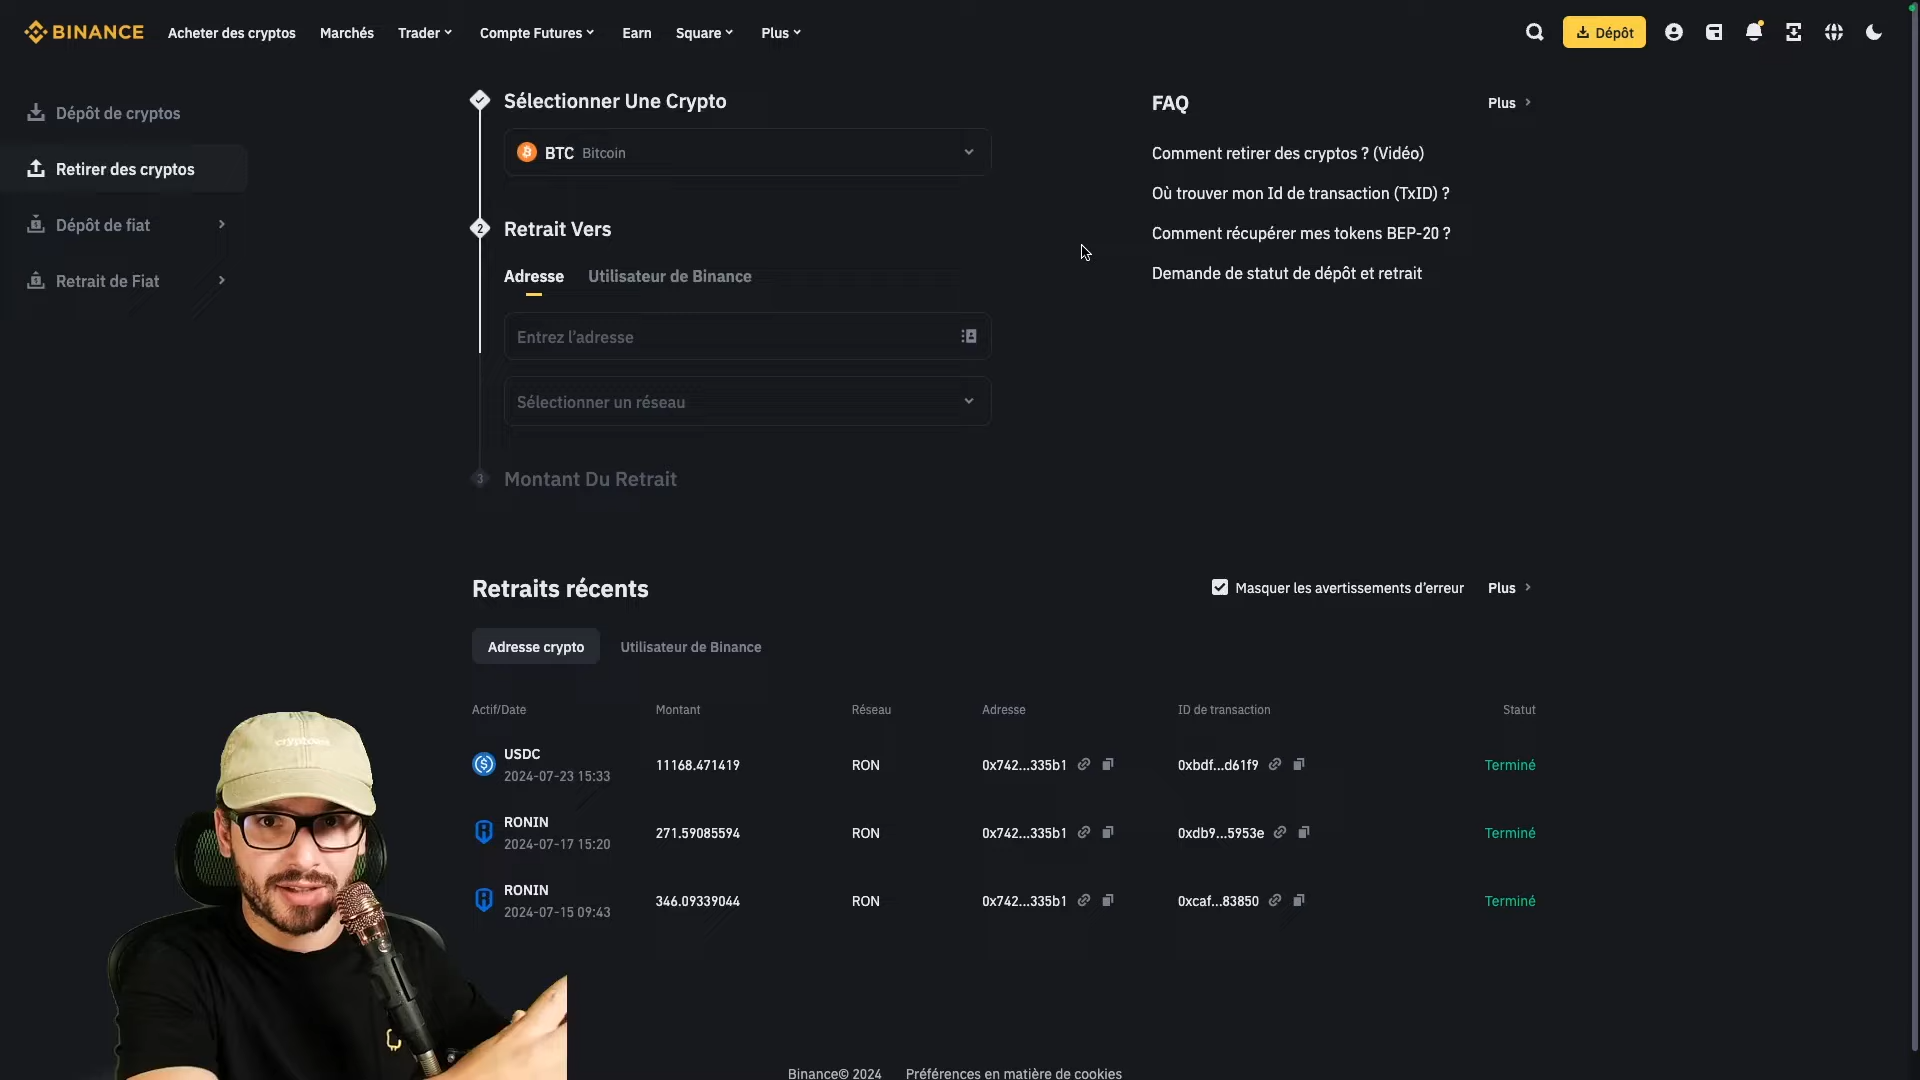 BINANCE
Acheter des cryptos
Marchés
Trader
Compte Futures
Earn
Square
Plus
Dépôt
Dépôt de cryptos
Retirer des cryptos
Dépôt de fiat
Retrait de Fiat
Sélectionner Une Crypto
BTC Bitcoin
2 Retrait Vers
Adresse Utilisateur de Binance
Entrez l'adresse
Sélectionner un réseau
3 Montant Du Retrait
FAQ Plus
Comment retirer des cryptos ? (Vidéo)
Où trouver mon Id de transaction (TxID) ?
Comment récupérer mes tokens BEP-20 ?
Demande de statut de dépôt et retrait
Retraits récents
Masquer les avertissements d'erreur Plus
Adresse crypto Utilisateur de Binance
Actif/Date Montant Réseau Adresse ID de transaction Statut
USDC
2024-07-23 15:33
11168.471419 RON 0x742...335b1 0xbdf...d61f9 Terminé
RONIN
2024-07-17 15:20
271.59085594 RON 0x742...335b1 0xdb9...5953e Terminé
RONIN
2024-07-15 09:43
346.09339044 RON 0x742...335b1 0xcaf...83850 Terminé
Binance© 2024 Préférences en matière de cookies